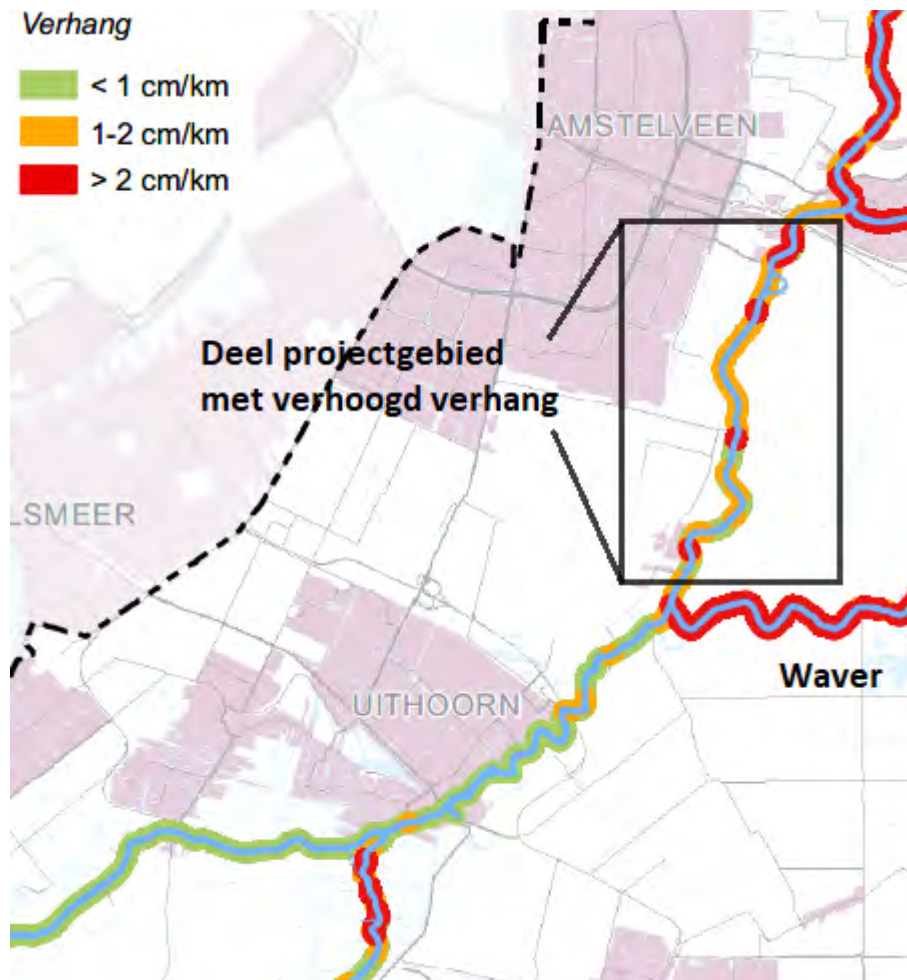 Verhang
< 1 cm/km
1-2 cm/km
> 2 cm/km
AMSTELVEEN
Deel projectgebied
met verhoogd verhang
LSMEER
UITHOORN
Waver